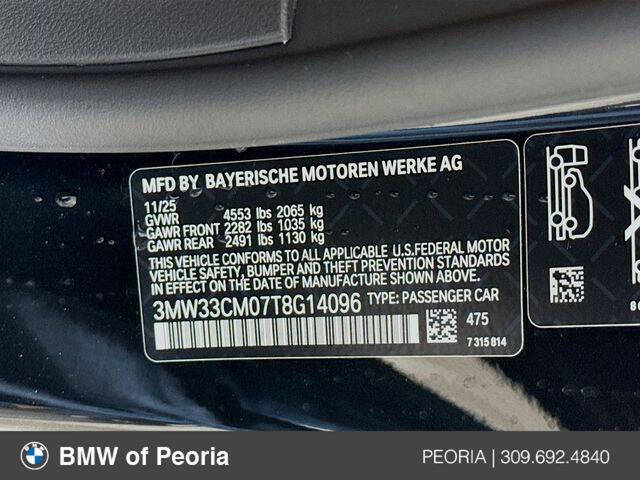 MFD BY BAYERISCHE MOTOREN WERKE AG
11/25
GVWR 4553 lbs 2065 kg
GAWR FRONT 2282 lbs 1035 kg
GAWR REAR 2491 lbs 1130 kg
THIS VEHICLE CONFORMS TO ALL APPLICABLE U.S.FEDERAL MOTOR
VEHICLE SAFETY, BUMPER AND THEFT PREVENTION STANDARDS
IN EFFECT ON THE DATE OF MANUFACTURE SHOWN ABOVE.
3MW33CM07T8G14096 TYPE: PASSENGER CAR
475
7315814
BMW of Peoria
PEORIA | 309.692.4840